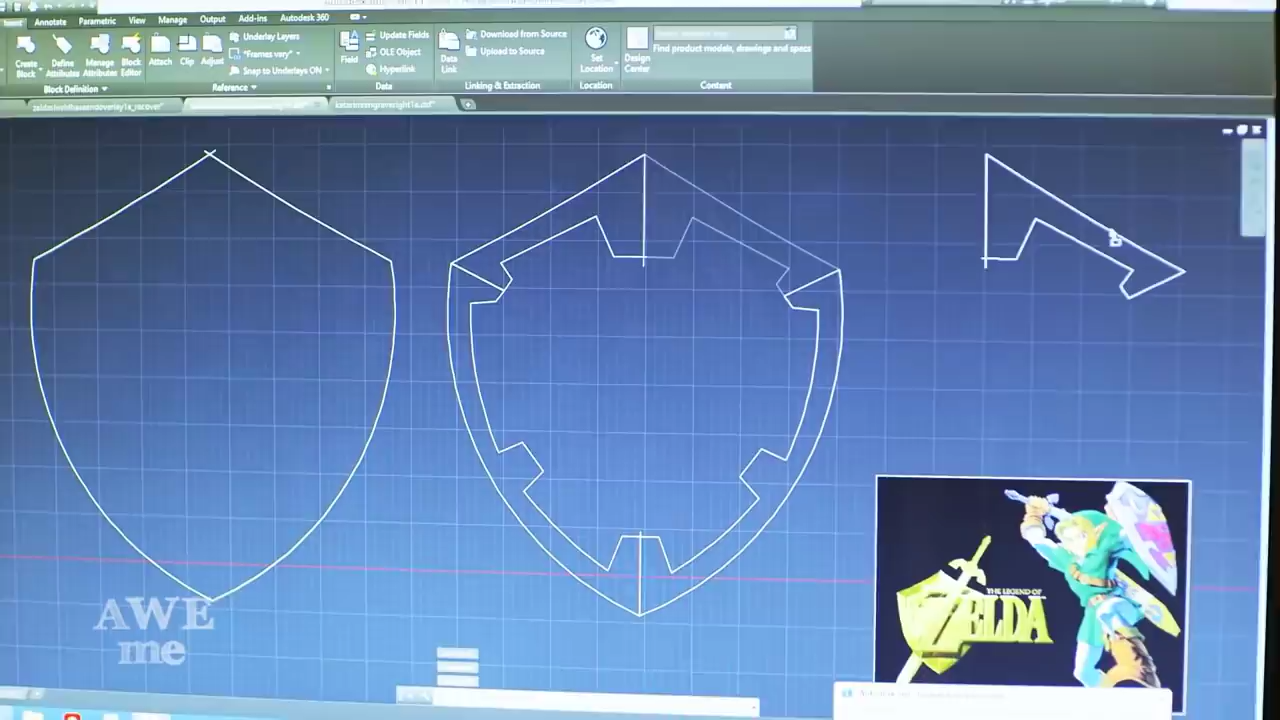 Insert Annotate Parametric View Manage Output Add-ins Autodesk 360
Create Block
Define Attributes
Manage Attributes
Block Editor
Block Definition
Attach
Clip
Adjust
Underlay Layers
*Frames vary*
Snap to Underlays ON
Reference
Field
Update Fields
OLE Object
Hyperlink
Data
Data Link
Download from Source
Upload to Source
Linking & Extraction
Set Location
Location
Design Center
Find product models, drawings and specs
Content
THE LEGEND OF
ZELDA
AWE
me